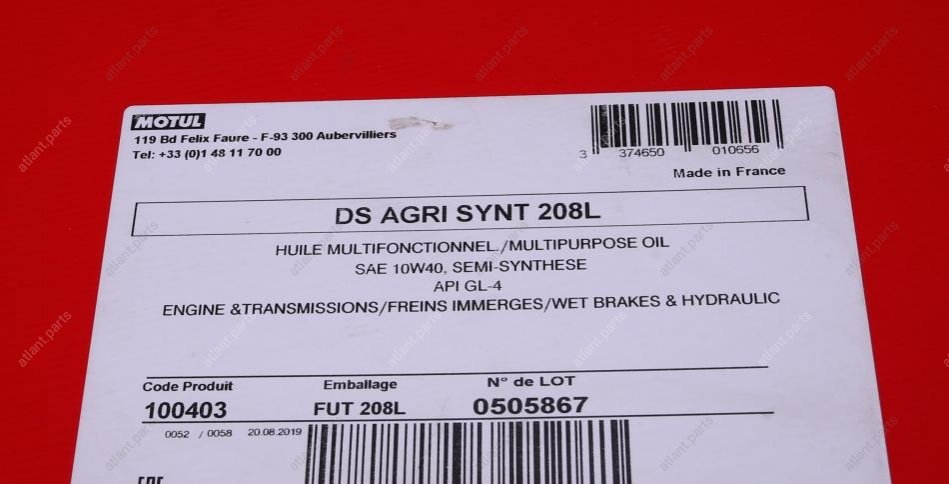 MOTUL
119 Bd Felix Faure - F-93 300 Aubervilliers
Tel: +33 (0)1 48 11 70 00
3 374650 010656
Made in France
DS AGRI SYNT 208L
HUILE MULTIFONCTIONNEL./MULTIPURPOSE OIL
SAE 10W40, SEMI-SYNTHESE
API GL-4
ENGINE &TRANSMISSIONS/FREINS IMMERGES/WET BRAKES & HYDRAULIC
Code Produit Emballage N° de LOT
100403 FUT 208L 0505867
0052 / 0058 20.08.2019
atlant.parts